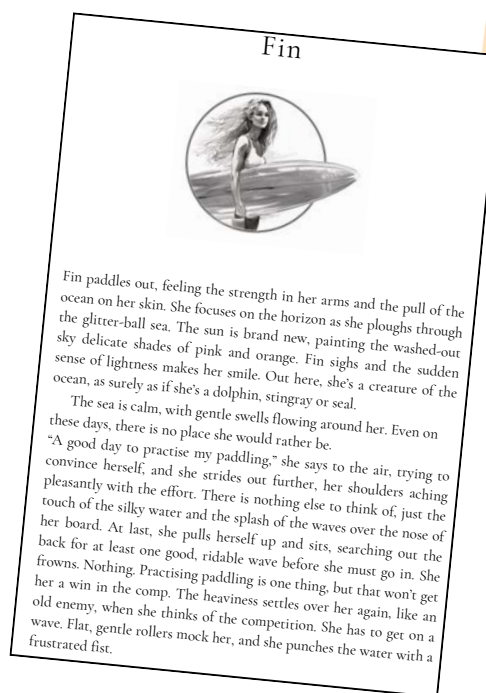 Fin
Fin paddles out, feeling the strength in her arms and the pull of the
ocean on her skin. She focuses on the horizon as she ploughs through
the glitter-ball sea. The sun is brand new, painting the washed-out
sky delicate shades of pink and orange. Fin sighs and the sudden
sense of lightness makes her smile. Out here, she's a creature of the
ocean, as surely as if she's a dolphin, stingray or seal.
The sea is calm, with gentle swells flowing around her. Even on
these days, there is no place she would rather be.
“A good day to practise my paddling,” she says to the air, trying to
convince herself, and she strides out further, her shoulders aching
pleasantly with the effort. There is nothing else to think of, just the
touch of the silky water and the splash of the waves over the nose of
her board. At last, she pulls herself up and sits, searching out the
back for at least one good, ridable wave before she must go in. She
frowns. Nothing. Practising paddling is one thing, but that won't get
her a win in the comp. The heaviness settles over her again, like an
old enemy, when she thinks of the competition. She has to get on a
wave. Flat, gentle rollers mock her, and she punches the water with a
frustrated fist.